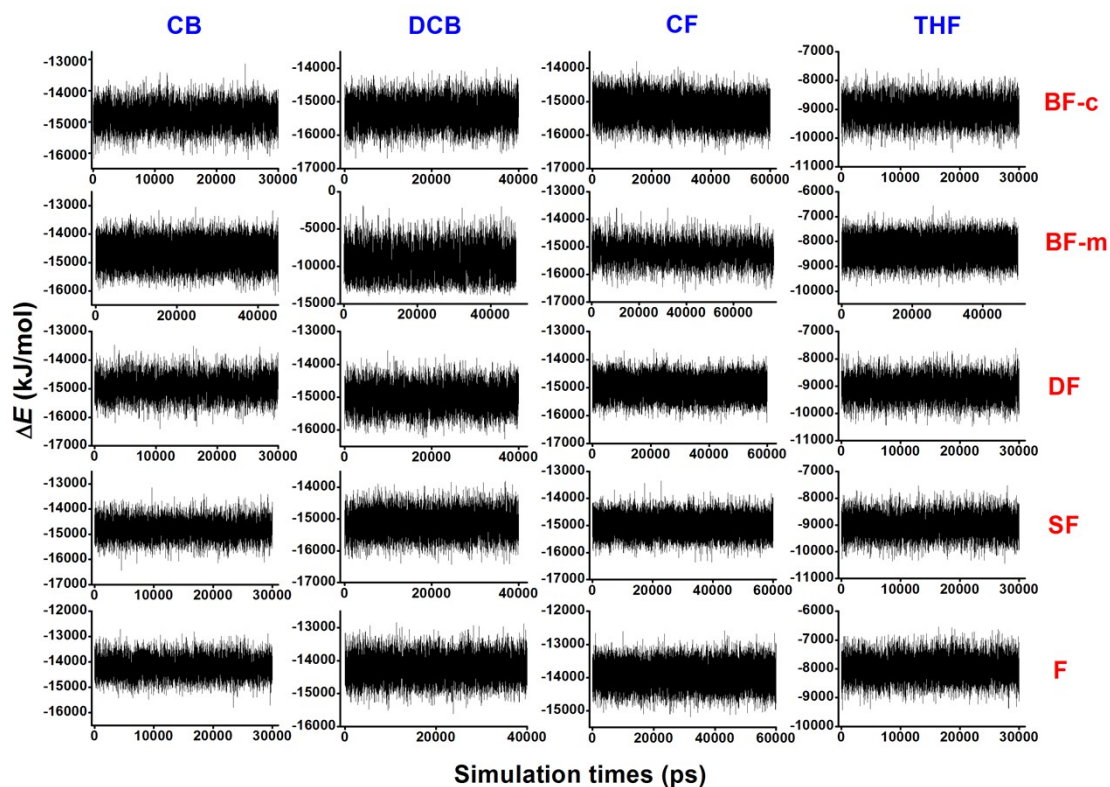 CB DCB CF THF
-13000 -14000 -15000 -16000
0 10000 20000 30000
-14000 -15000 -16000 -17000
0 20000 40000
-14000 -15000 -16000 -17000
0 20000 40000 60000
-7000 -8000 -9000 -10000 -11000
0 10000 20000 30000
BF-c
-13000 -14000 -15000 -16000
0 20000 40000
0 -5000 -10000 -15000
0 20000 40000
-13000 -14000 -15000 -16000 -17000
0 20000 40000 60000
-6000 -7000 -8000 -9000 -10000
0 20000 40000
BF-m
ΔE (kJ/mol)
-13000 -14000 -15000 -16000 -17000
0 10000 20000 30000
-13000 -14000 -15000 -16000
0 20000 40000
-13000 -14000 -15000 -16000 -17000
0 20000 40000 60000
-7000 -8000 -9000 -10000 -11000
0 10000 20000 30000
DF
-13000 -14000 -15000 -16000 -17000
0 10000 20000 30000
-14000 -15000 -16000 -17000
0 20000 40000
-13000 -14000 -15000 -16000 -17000
0 20000 40000 60000
-7000 -8000 -9000 -10000 -11000
0 10000 20000 30000
SF
-12000 -13000 -14000 -15000 -16000
0 10000 20000 30000
-13000 -14000 -15000 -16000
0 20000 40000
-12000 -13000 -14000 -15000
0 20000 40000 60000
-6000 -7000 -8000 -9000 -10000
0 10000 20000 30000
F
Simulation times (ps)